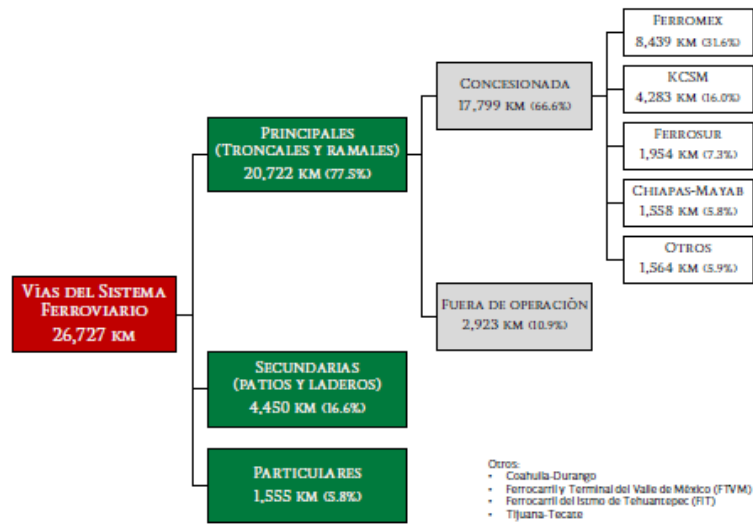 Vías del Sistema
Ferroviario
26,727 km
Principales
(Troncales y ramales)
20,722 km (77.5%)
Secundarias
(patios y laderos)
4,450 km (16.6%)
Particulares
1,555 km (5.8%)
Concesionada
17,799 km (66.6%)
Fuera de operación
2,923 km (10.9%)
Ferromex
8,439 km (31.6%)
KCSM
4,283 km (16.0%)
Ferrosur
1,954 km (7.3%)
Chiapas-Mayab
1,558 km (5.8%)
Otros
1,564 km (5.9%)
Otros:
• Coahuila-Durango
• Ferrocarril y Terminal del Valle de México (FTVM)
• Ferrocarril del Istmo de Tehuantepec (FIT)
• Tijuana-Tecate